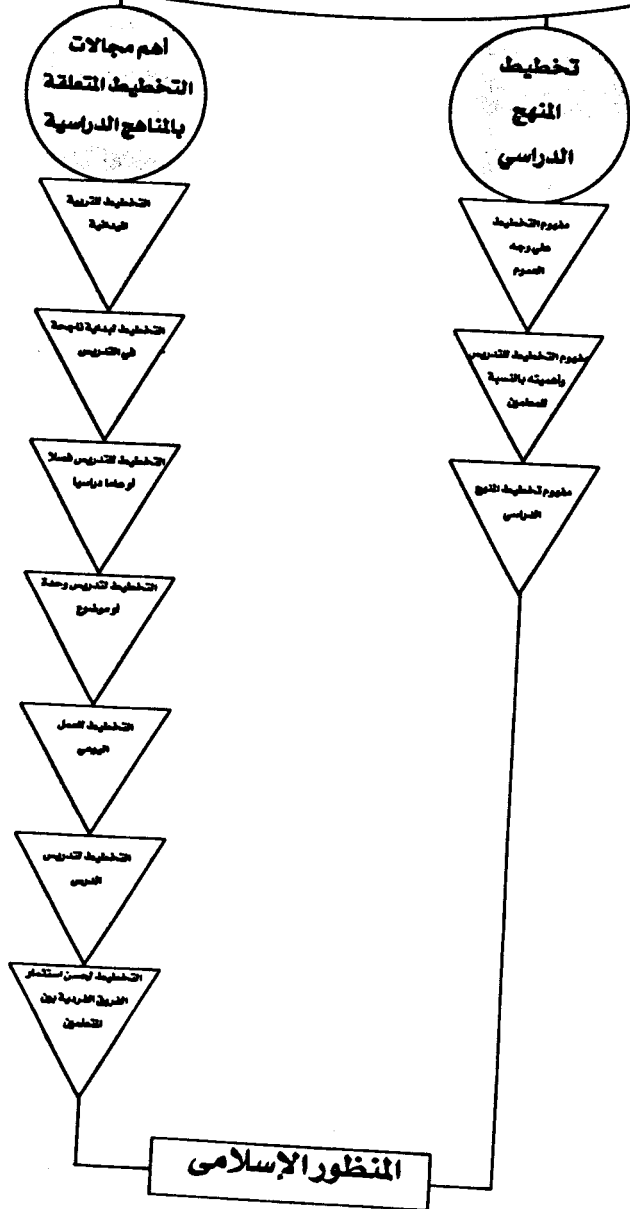 تخطيط
المنهج
الدراسي
مفهوم التخطيط
على وجه
العموم
مفهوم التخطيط للتدريس
وأهميته بالنسبة
للمعلمين
مفهوم تخطيط المنهج
الدراسي
أهم مجالات
التخطيط المتعلقة
بالمناهج الدراسية
التخطيط للتربية
الميدانية
التخطيط لبداية ناجحة
في التدريس
التخطيط للتدريس فصلا
أو عاما دراسيا
التخطيط لتدريس وحدة
أو موضوع
التخطيط للعمل
اليومي
التخطيط لتدريس
الدرس
التخطيط لحسن استثمار
الفروق الفردية بين
المتعلمين
المنظور الإسلامى